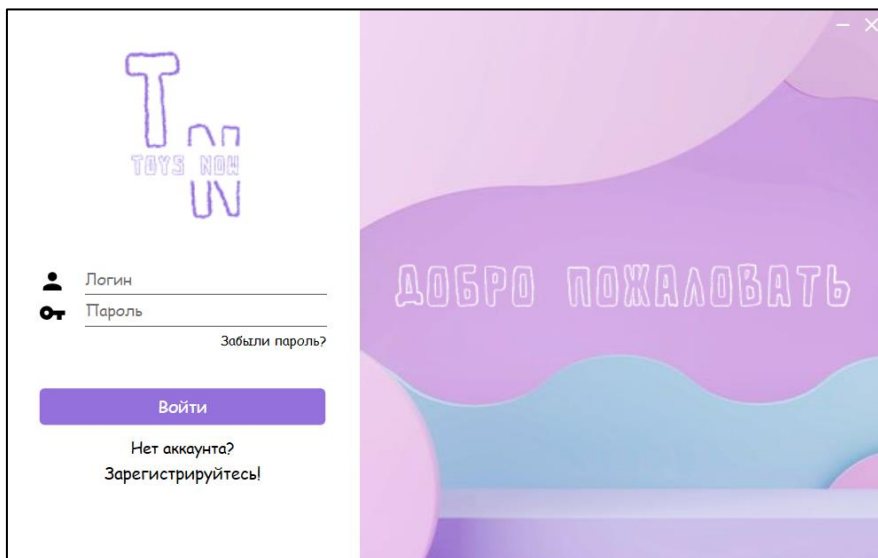 T
N
TOYS NOW
Логин
Пароль
Забыли пароль?
Войти
Нет аккаунта?
Зарегистрируйтесь!
ДОБРО ПОЖАЛОВАТЬ